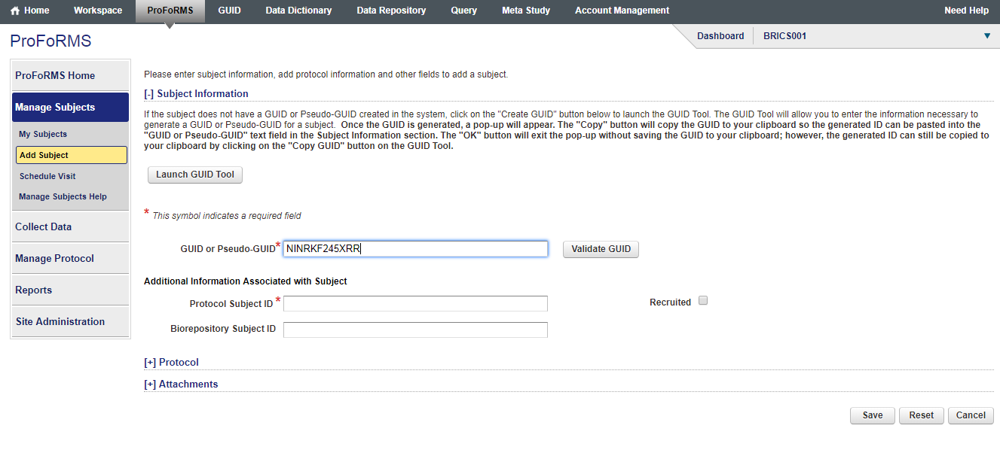 Home Workspace ProFoRMS GUID Data Dictionary Data Repository Query Meta Study Account Management Need Help
ProFoRMS
Dashboard BRICS001
ProFoRMS Home
Manage Subjects
My Subjects
Add Subject
Schedule Visit
Manage Subjects Help
Collect Data
Manage Protocol
Reports
Site Administration
Please enter subject information, add protocol information and other fields to add a subject.
[-] Subject Information
If the subject does not have a GUID or Pseudo-GUID created in the system, click on the "Create GUID" button below to launch the GUID Tool. The GUID Tool will allow you to enter the information necessary to
generate a GUID or Pseudo-GUID for a subject. Once the GUID is generated, a pop-up will appear. The "Copy" button will copy the GUID to your clipboard so the generated ID can be pasted into the
"GUID or Pseudo-GUID" text field in the Subject Information section. The "OK" button will exit the pop-up without saving the GUID to your clipboard; however, the generated ID can still be copied to
your clipboard by clicking on the "Copy GUID" button on the GUID Tool.
Launch GUID Tool
* This symbol indicates a required field
GUID or Pseudo-GUID* NINRKF245XRR Validate GUID
Additional Information Associated with Subject
Protocol Subject ID * Recruited
Biorepository Subject ID
[+] Protocol
[+] Attachments
Save Reset Cancel